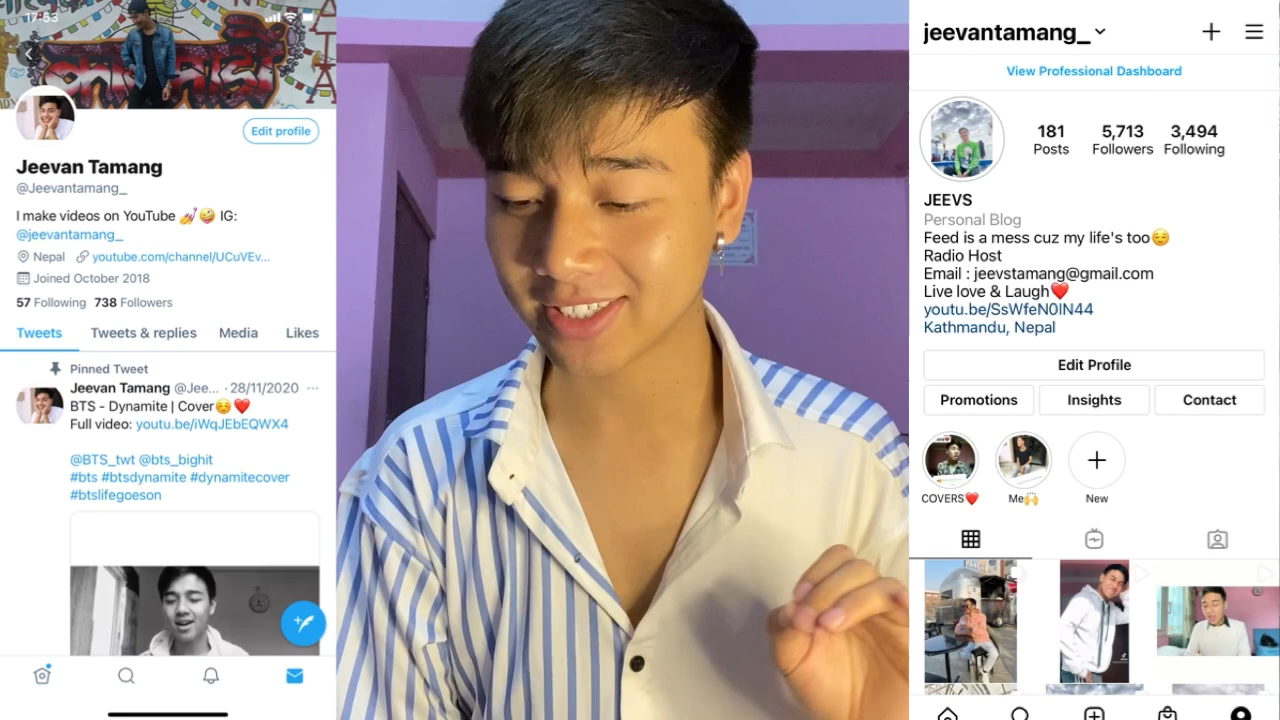 17:53
Edit profile
Jeevan Tamang
@Jeevantamang_
I make videos on YouTube 💅🤪 IG:
@jeevantamang_
Nepal youtube.com/channel/UCuVEv...
Joined October 2018
57 Following 738 Followers
Tweets Tweets & replies Media Likes
Pinned Tweet
Jeevan Tamang @Jee... · 28/11/2020 ...
BTS - Dynamite | Cover☺️❤️
Full video: youtu.be/iWqJEbEQWX4
@BTS_twt @bts_bighit
#bts #btsdynamite #dynamitecover
#btslifegoeson
jeevantamang_
View Professional Dashboard
181 5,713 3,494
Posts Followers Following
JEEVS
Personal Blog
Feed is a mess cuz my life's too😌
Radio Host
Email : jeevstamang@gmail.com
Live love & Laugh❤️
youtu.be/SsWfeN0lN44
Kathmandu, Nepal
Edit Profile
Promotions Insights Contact
COVERS❤️ Me🙌 New